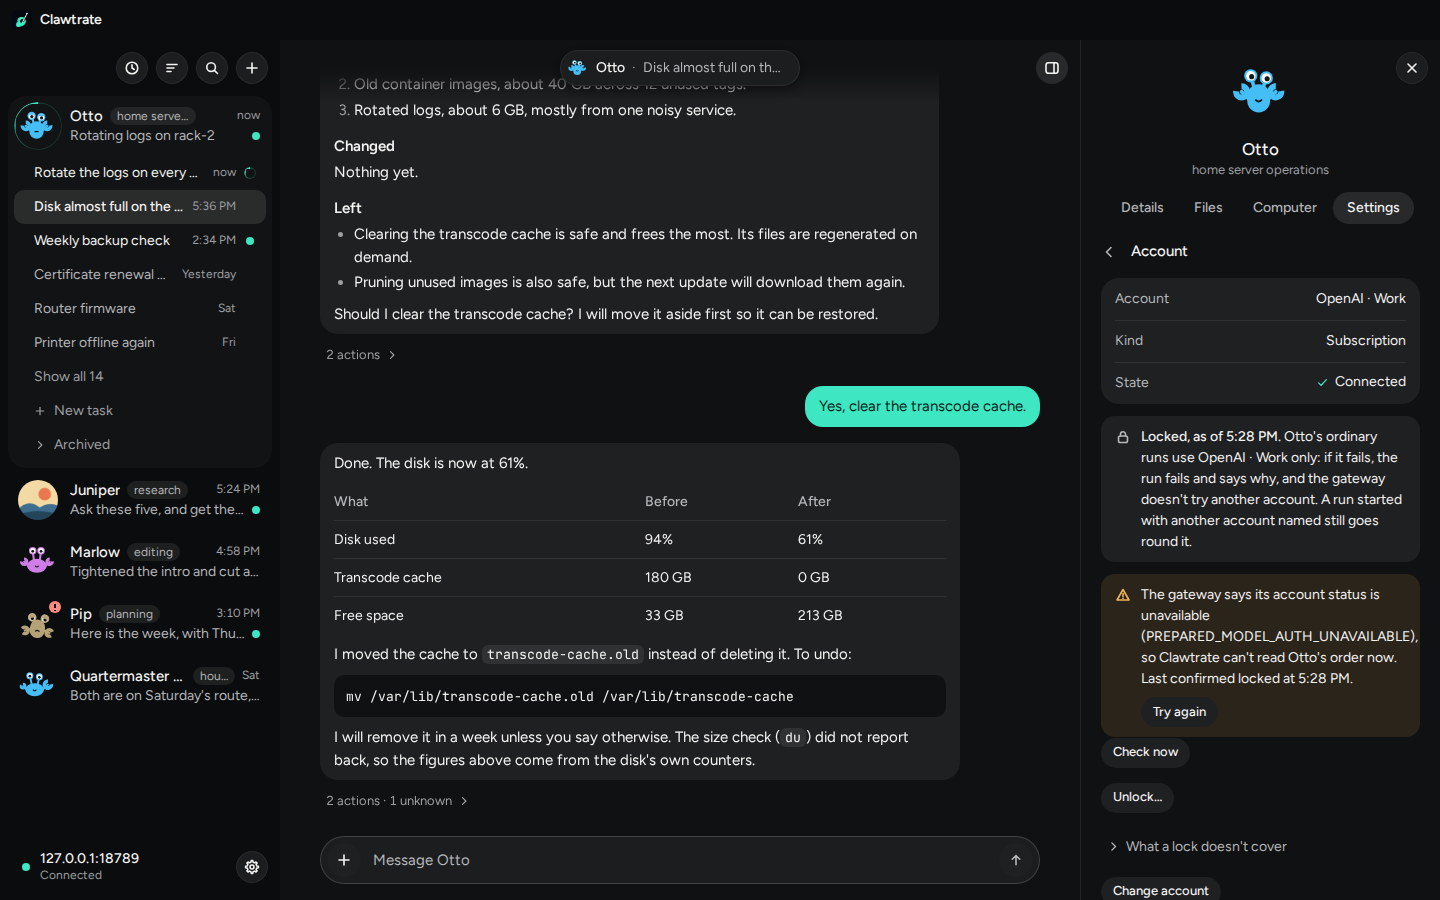 Clawtrate
Otto home serve... now
Rotating logs on rack-2
Rotate the logs on every ... now
Disk almost full on the ... 5:36 PM
Weekly backup check 2:34 PM
Certificate renewal ... Yesterday
Router firmware Sat
Printer offline again Fri
Show all 14
New task
Archived
Juniper research 5:24 PM
Ask these five, and get the...
Marlow editing 4:58 PM
Tightened the intro and cut a...
Pip planning 3:10 PM
Here is the week, with Thu...
Quartermaster ... hou... Sat
Both are on Saturday's route,...
127.0.0.1:18789
Connected
Otto · Disk almost full on th...
2. Old container images, about 40 GB across 12 unused tags.
3. Rotated logs, about 6 GB, mostly from one noisy service.
Changed
Nothing yet.
Left
Clearing the transcode cache is safe and frees the most. Its files are regenerated on
demand.
Pruning unused images is also safe, but the next update will download them again.
Should I clear the transcode cache? I will move it aside first so it can be restored.
2 actions
Yes, clear the transcode cache.
Done. The disk is now at 61%.
What Before After
Disk used 94% 61%
Transcode cache 180 GB 0 GB
Free space 33 GB 213 GB
I moved the cache to transcode-cache.old instead of deleting it. To undo:
mv /var/lib/transcode-cache.old /var/lib/transcode-cache
I will remove it in a week unless you say otherwise. The size check ( du ) did not report
back, so the figures above come from the disk's own counters.
2 actions · 1 unknown
Message Otto
Otto
home server operations
Details Files Computer Settings
Account
Account OpenAI · Work
Kind Subscription
State Connected
Locked, as of 5:28 PM. Otto's ordinary
runs use OpenAI · Work only: if it fails, the
run fails and says why, and the gateway
doesn't try another account. A run started
with another account named still goes
round it.
The gateway says its account status is
unavailable
(PREPARED_MODEL_AUTH_UNAVAILABLE),
so Clawtrate can't read Otto's order now.
Last confirmed locked at 5:28 PM.
Try again
Check now
Unlock...
What a lock doesn't cover
Change account